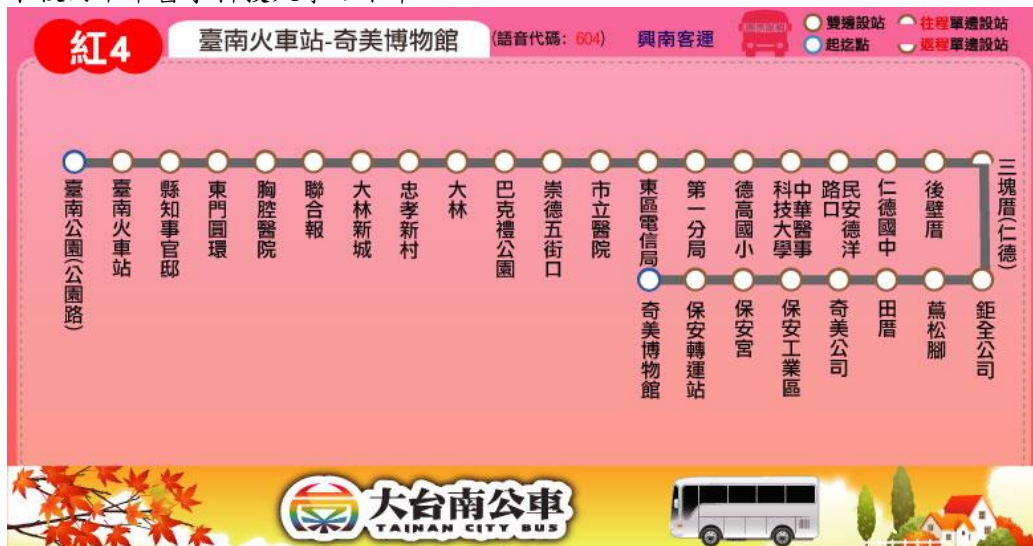 紅4
臺南火車站-奇美博物館
(語音代碼: 604)
興南客運
雙邊設站
往程單邊設站
起迄點
返程單邊設站
臺南公園(公園路)
臺南火車站
縣知事官邸
東門圓環
胸腔醫院
聯合報
大林新城
忠孝新村
大林
巴克禮公園
崇德五街口
市立醫院
東區電信局
第一分局
德高國小
中華醫事
科技大學
民安德洋
路口
仁德國中
後壁厝
三塊厝(仁德)
奇美博物館
保安轉運站
保安宮
保安工業區
奇美公司
田厝
蔦松腳
鉅全公司
大台南公車
TAINAN CITY BUS